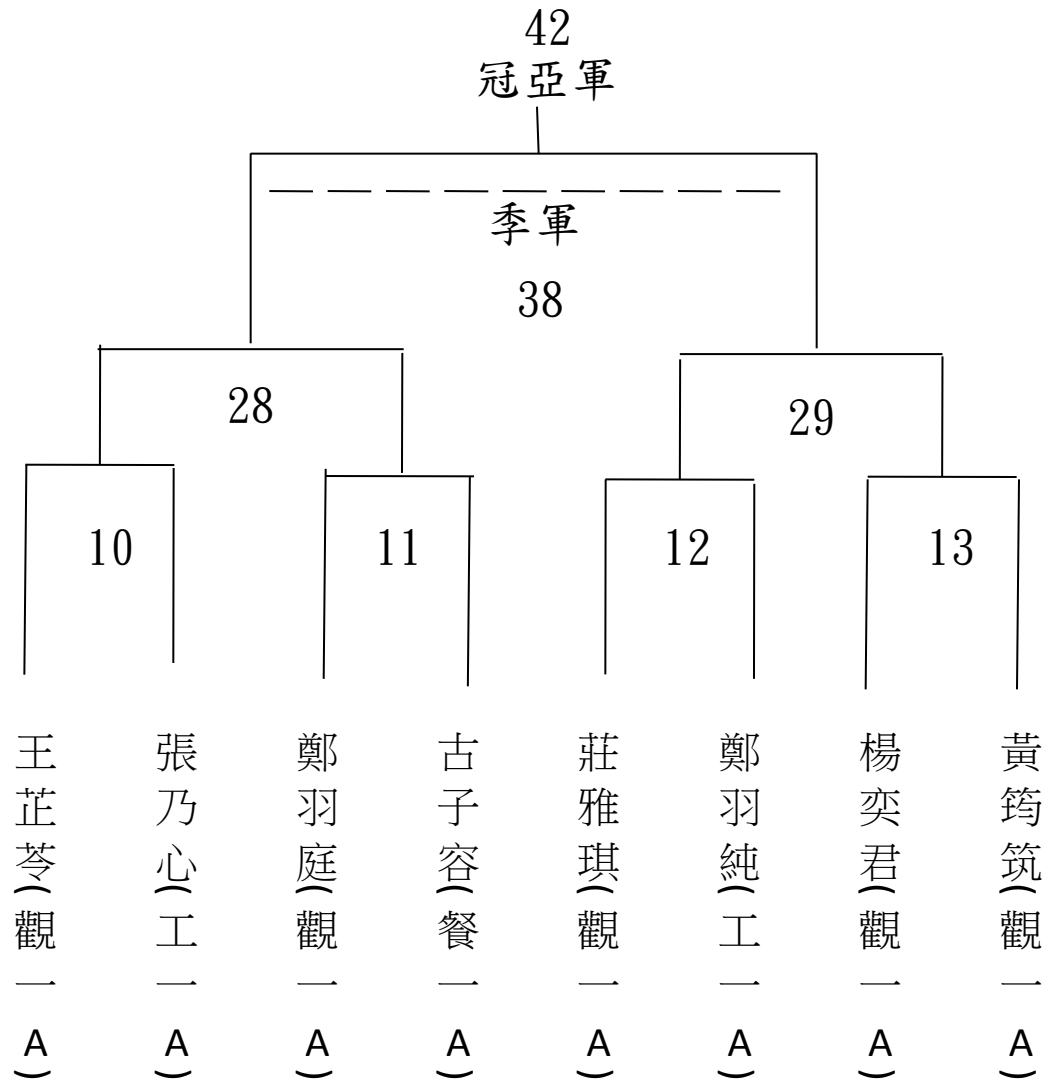 42
冠亞軍
季軍
38
28
29
10
11
12
13
王芷苓(觀一A)
張乃心(工一A)
鄭羽庭(觀一A)
古子容(餐一A)
莊雅琪(觀一A)
鄭羽純(工一A)
楊奕君(觀一A)
黃筠筑(觀一A)